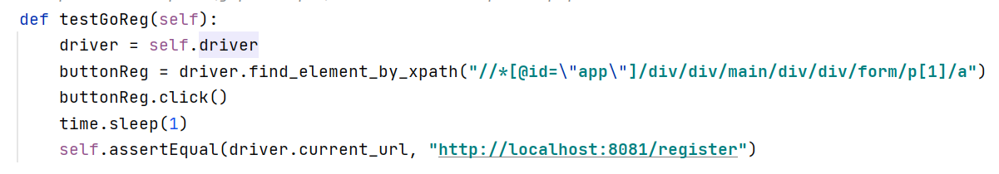 def testGoReg(self):
    driver = self.driver
    buttonReg = driver.find_element_by_xpath("//*[@id=\"app\"]/div/div/main/div/div/form/p[1]/a")
    buttonReg.click()
    time.sleep(1)
    self.assertEqual(driver.current_url, "http://localhost:8081/register")